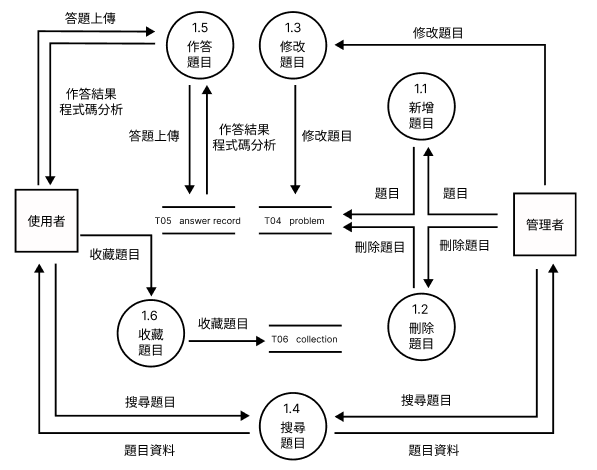 答題上傳
1.5
作答
題目
1.3
修改
題目
修改題目
作答結果
程式碼分析
1.1
新增
題目
答題上傳
作答結果
程式碼分析
修改題目
題目
題目
使用者
T05 answer record
T04 problem
管理者
收藏題目
刪除題目
刪除題目
1.6
收藏
題目
收藏題目
T06 collection
1.2
刪除
題目
搜尋題目
搜尋題目
1.4
搜尋
題目
題目資料
題目資料